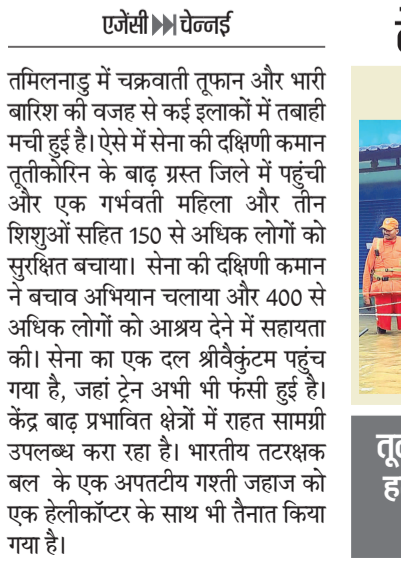 एजेंसी चेन्नई
तमिलनाडु में चक्रवाती तूफान और भारी
बारिश की वजह से कई इलाकों में तबाही
मची हुई है। ऐसे में सेना की दक्षिणी कमान
तूतीकोरिन के बाढ़ ग्रस्त जिले में पहुंची
और एक गर्भवती महिला और तीन
शिशुओं सहित 150 से अधिक लोगों को
सुरक्षित बचाया। सेना की दक्षिणी कमान
ने बचाव अभियान चलाया और 400 से
अधिक लोगों को आश्रय देने में सहायता
की। सेना का एक दल श्रीवैकुंटम पहुंच
गया है, जहां ट्रेन अभी भी फंसी हुई है।
केंद्र बाढ़ प्रभावित क्षेत्रों में राहत सामग्री
उपलब्ध करा रहा है। भारतीय तटरक्षक
बल के एक अपतटीय गश्ती जहाज को
एक हेलीकॉप्टर के साथ भी तैनात किया
गया है।